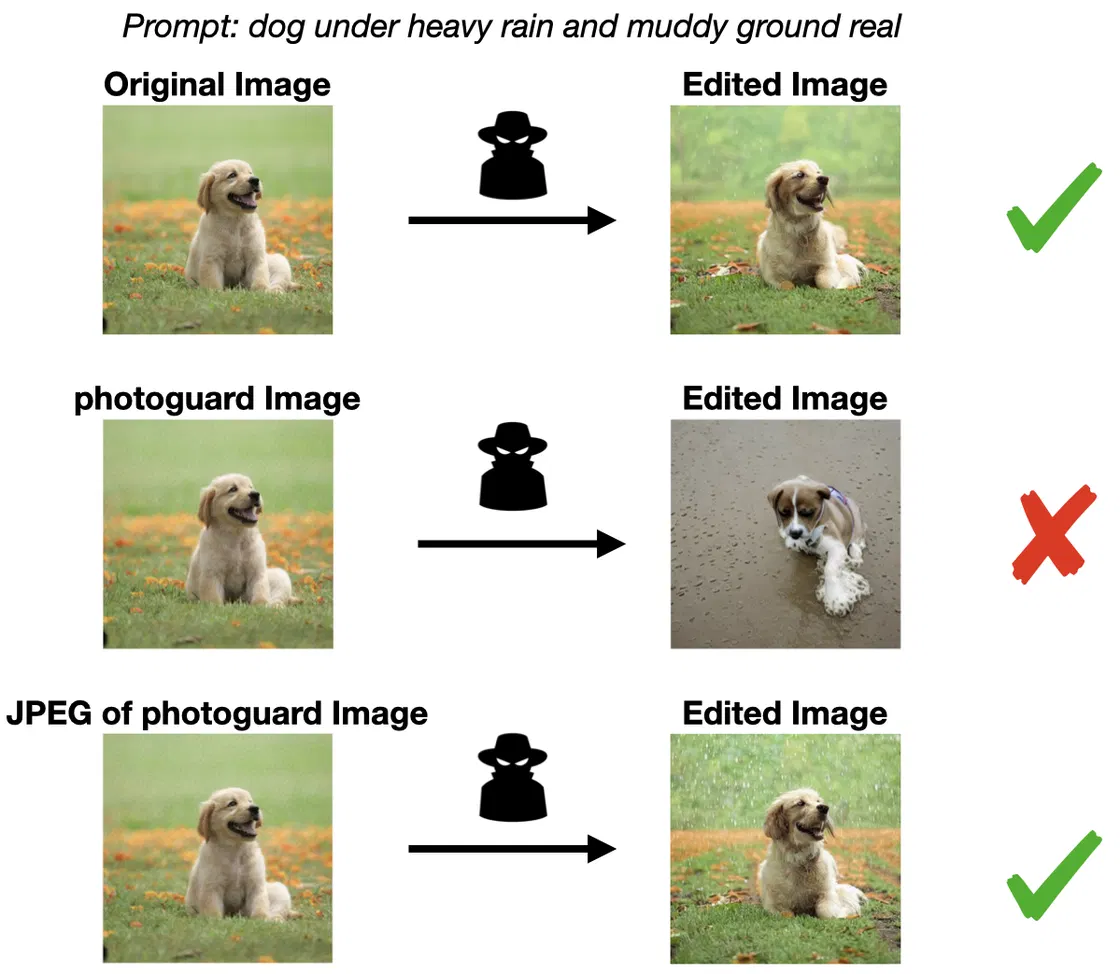 Prompt: dog under heavy rain and muddy ground real
Original Image
Edited Image
photoguard Image
Edited Image
JPEG of photoguard Image
Edited Image